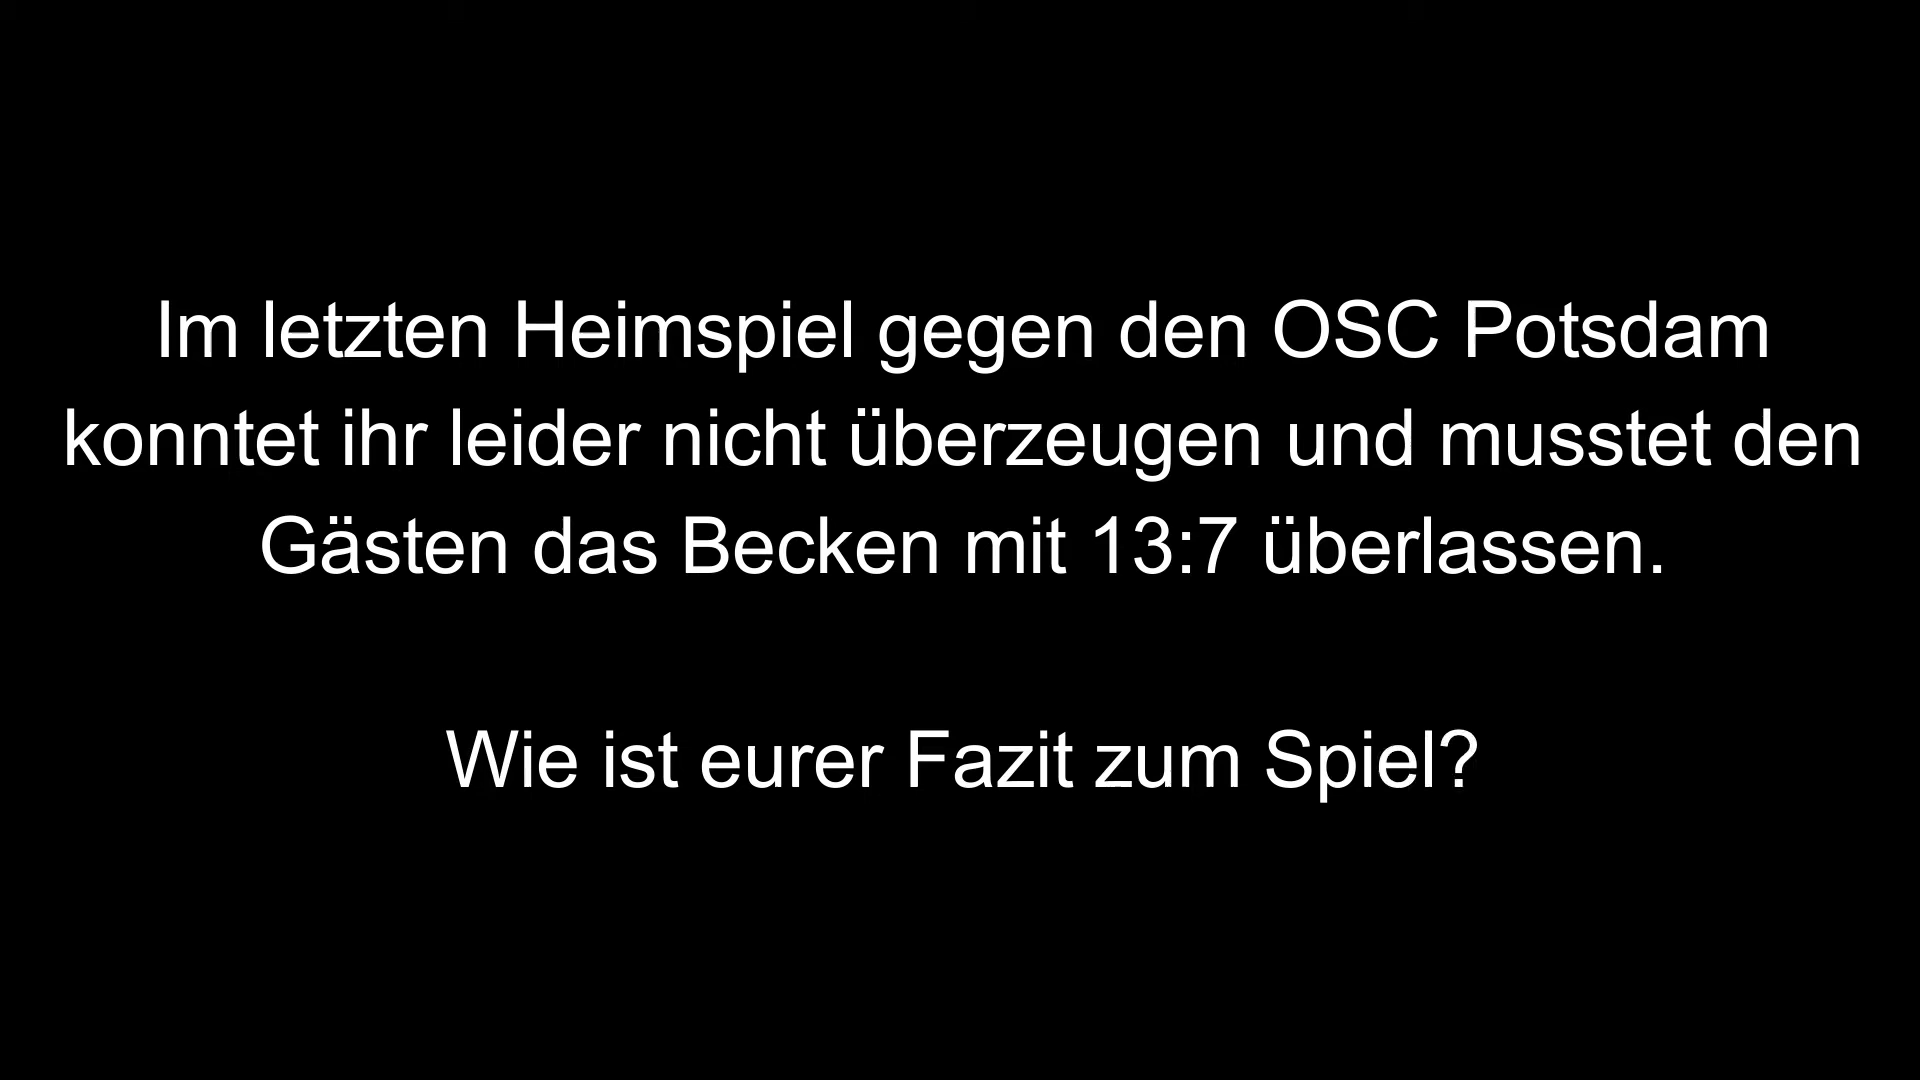 Im letzten Heimspiel gegen den OSC Potsdam
konntet ihr leider nicht überzeugen und musstet den
Gästen das Becken mit 13:7 überlassen.
Wie ist eurer Fazit zum Spiel?